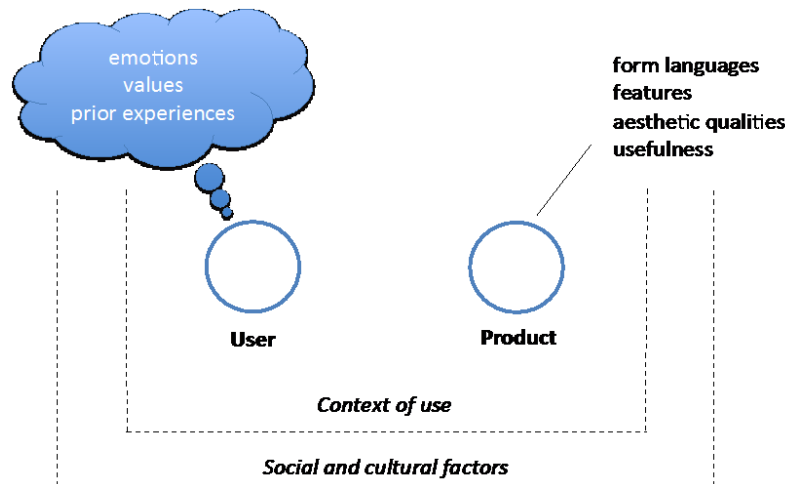 emotions
values
prior experiences
form languages
features
aesthetic qualities
usefulness
User
Product
Context of use
Social and cultural factors